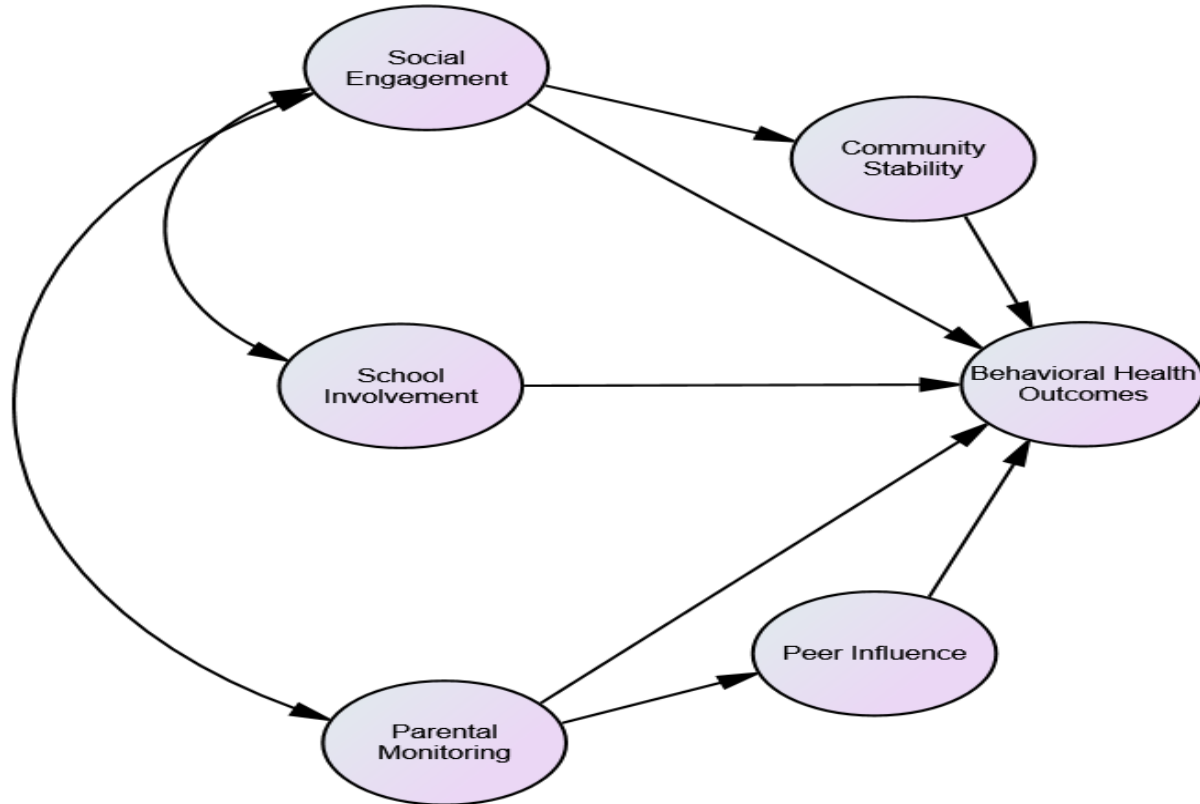 Social
Engagement
Community
Stability
School
Involvement
Behavioral Health
Outcomes
Peer Influence
Parental
Monitoring